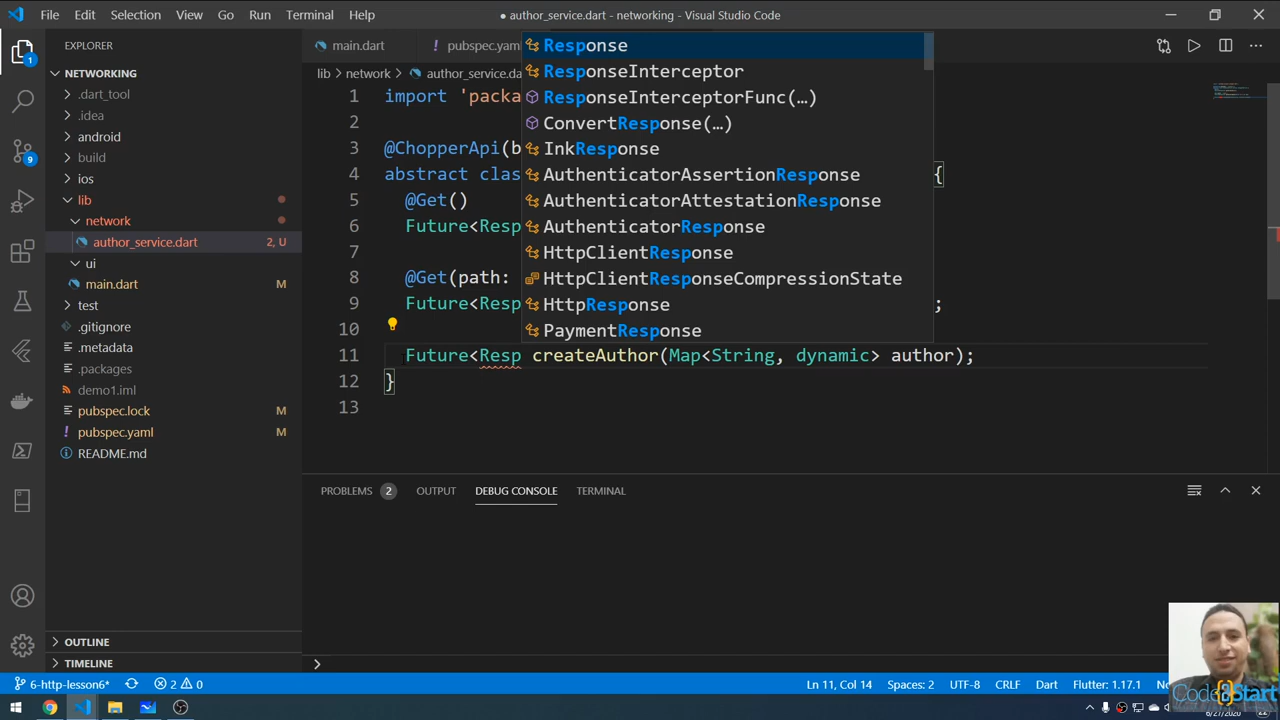 File Edit Selection View Go Run Terminal Help
● author_service.dart - networking - Visual Studio Code
EXPLORER
NETWORKING
.dart_tool
.idea
android
build
ios
lib
network
author_service.dart 2, U
ui
main.dart M
test
.gitignore
.metadata
.packages
demo1.iml
pubspec.lock M
pubspec.yaml M
README.md
OUTLINE
TIMELINE
1
9
main.dart
pubspec.yam
lib > network > author_service.da
1 import 'packa
2
3 @ChopperApi(b
4 abstract clas {
5 @Get()
6 Future<Resp
7
8 @Get(path:
9 Future<Resp ;
10
11 Future<Resp createAuthor(Map<String, dynamic> author);
12 }
13
Response
ResponseInterceptor
ResponseInterceptorFunc(…)
ConvertResponse(…)
InkResponse
AuthenticatorAssertionResponse
AuthenticatorAttestationResponse
AuthenticatorResponse
HttpClientResponse
HttpClientResponseCompressionState
HttpResponse
PaymentResponse
PROBLEMS 2 OUTPUT DEBUG CONSOLE TERMINAL
6-http-lesson6* 2 0
Ln 11, Col 14 Spaces: 2 UTF-8 CRLF Dart Flutter: 1.17.1
Code2Start
6/27/2020